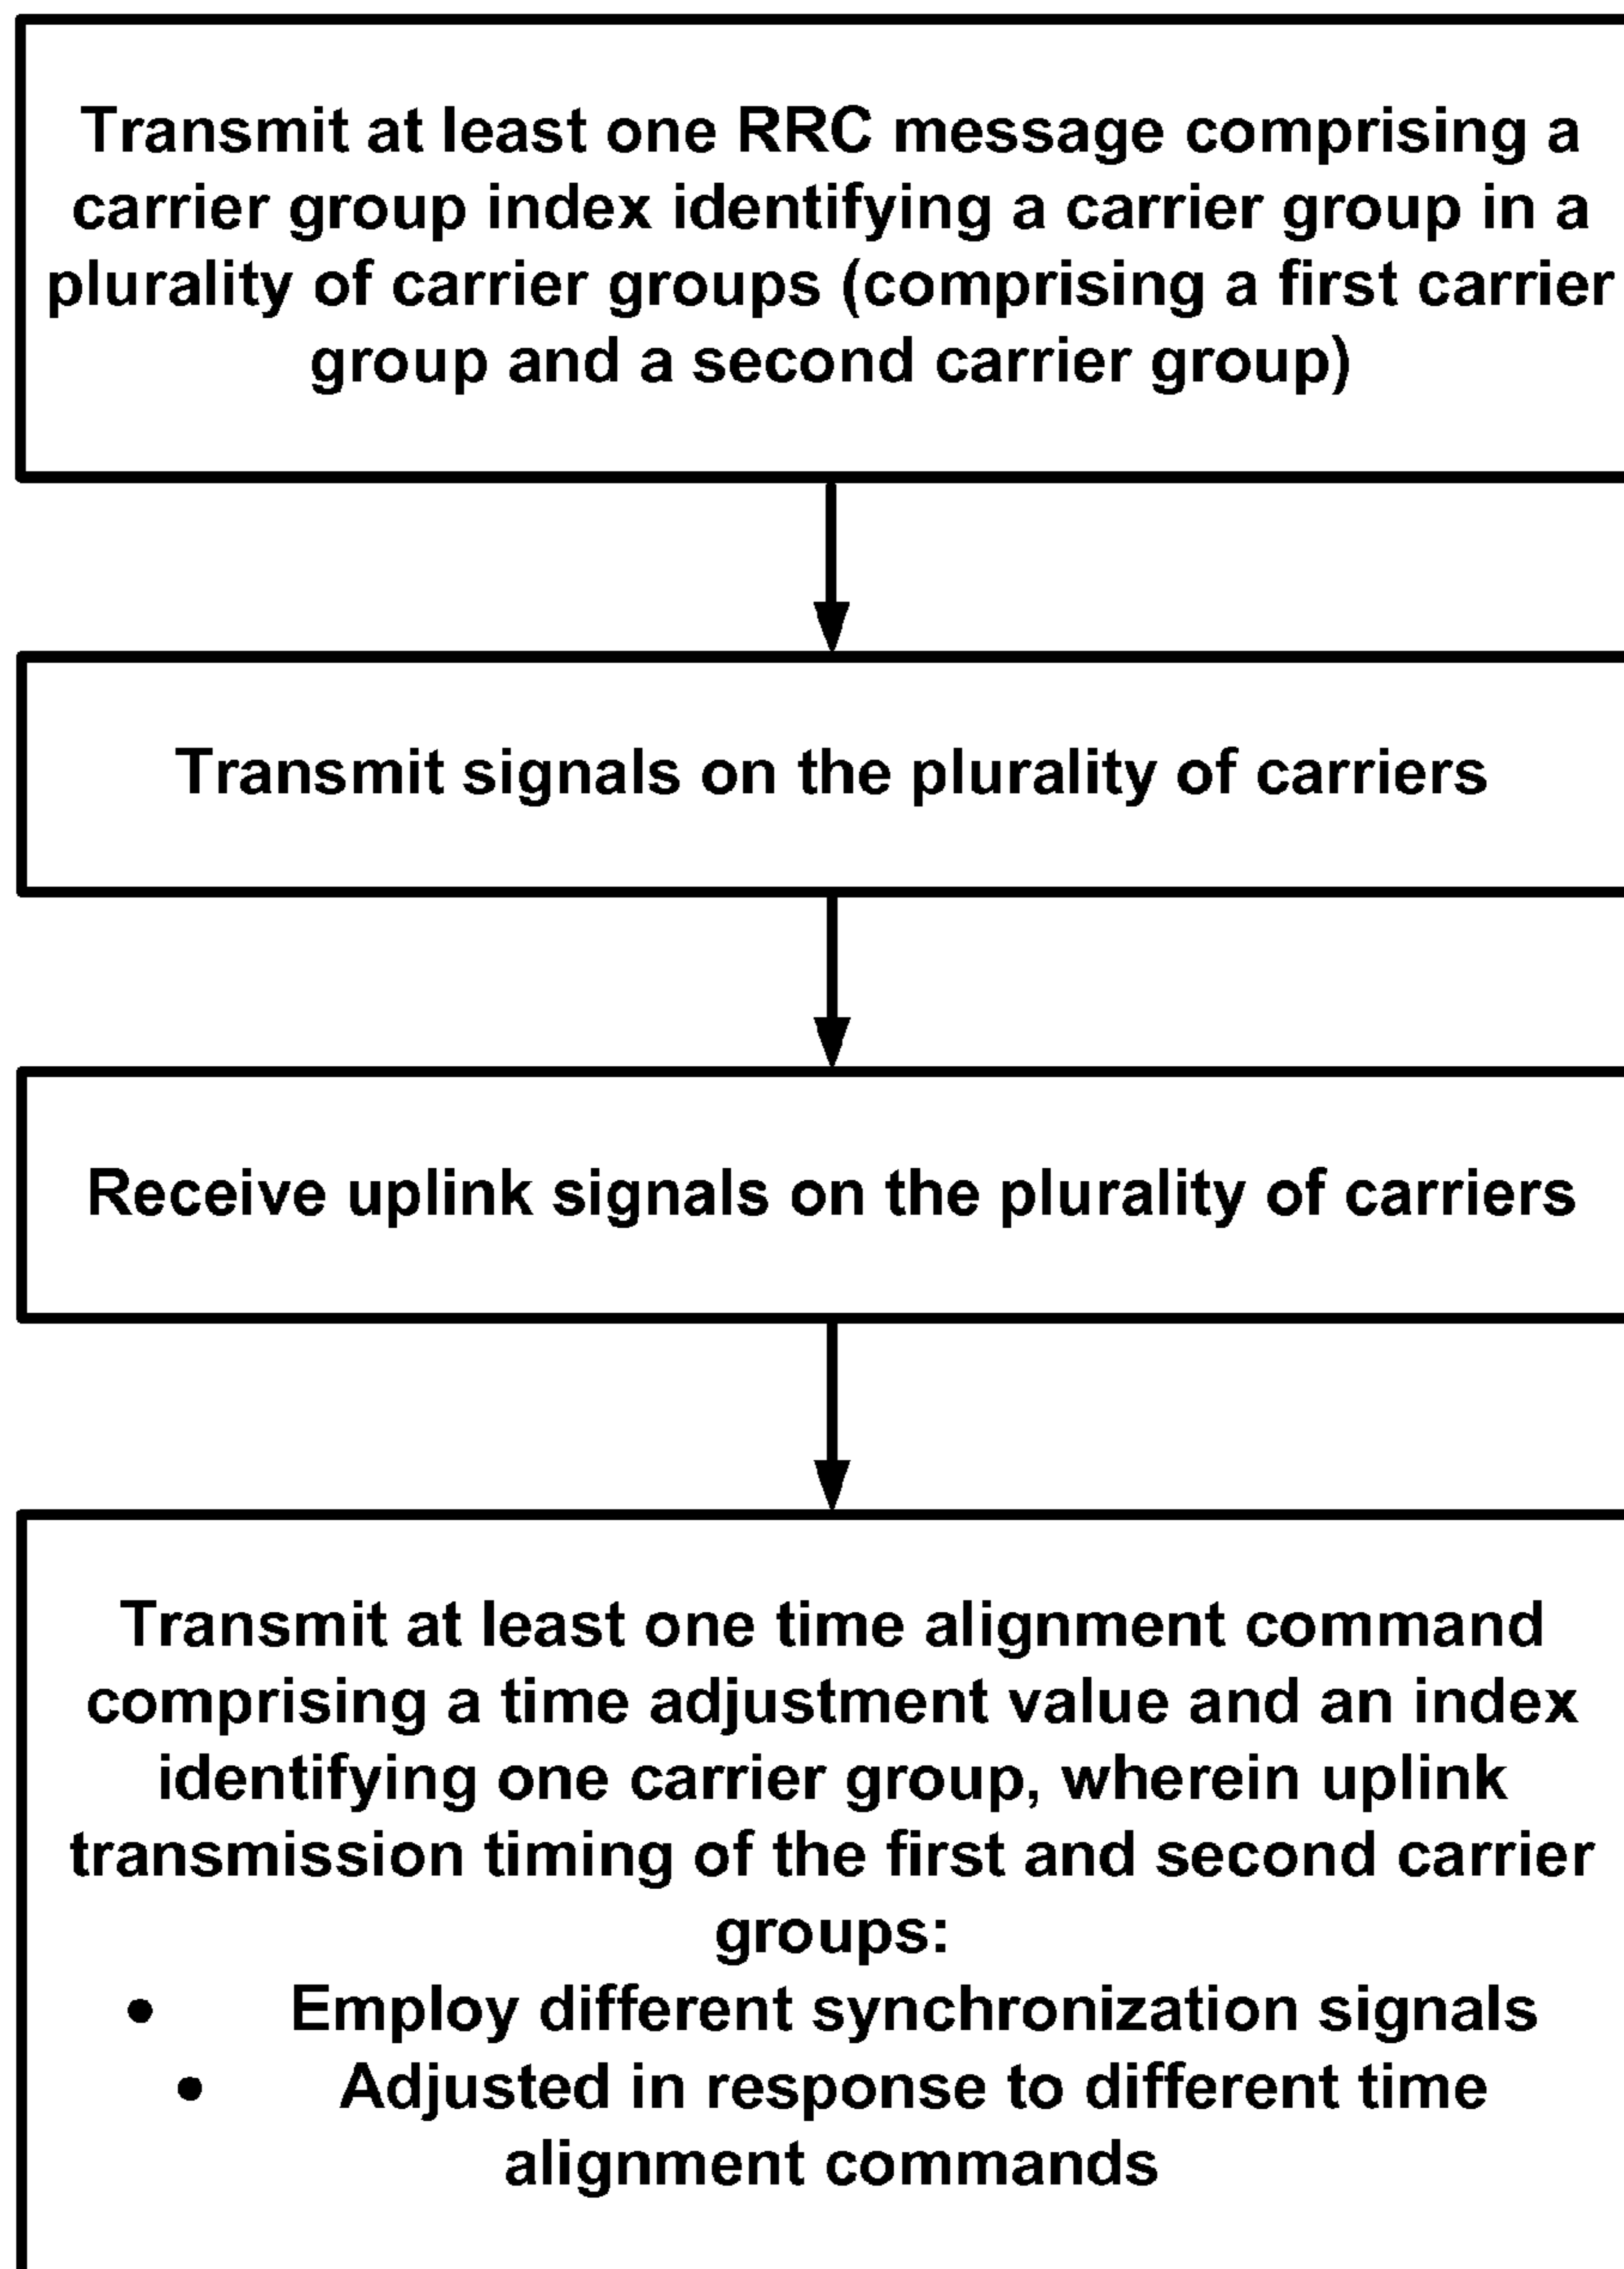 Transmit at least one RRC message comprising a
carrier group index identifying a carrier group in a
plurality of carrier groups (comprising a first carrier
group and a second carrier group)
Transmit signals on the plurality of carriers
Receive uplink signals on the plurality of carriers
Transmit at least one time alignment command
comprising a time adjustment value and an index
identifying one carrier group, wherein uplink
transmission timing of the first and second carrier
groups:
• Employ different synchronization signals
• Adjusted in response to different time
alignment commands